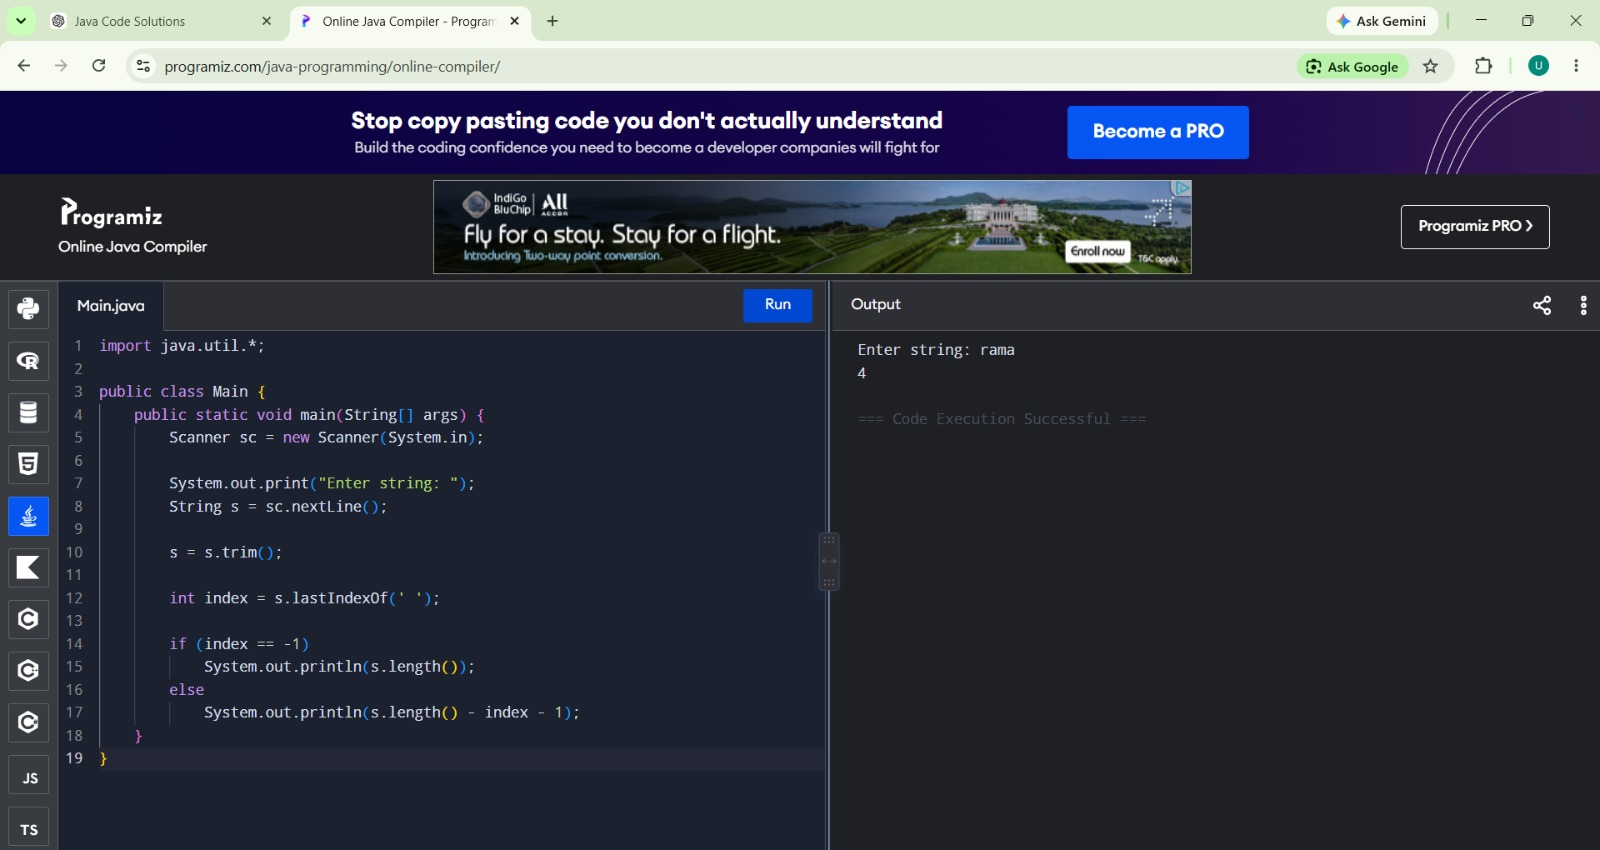 Java Code Solutions
Online Java Compiler - Program
Ask Gemini
programiz.com/java-programming/online-compiler/
Ask Google
U
Stop copy pasting code you don't actually understand
Build the coding confidence you need to become a developer companies will fight for
Become a PRO
Programiz
Online Java Compiler
IndiGo
BluChip
ALL
ACCOR
Fly for a stay. Stay for a flight.
Introducing Two-way point conversion.
Enroll now
T&C apply.
Programiz PRO
Main.java
Run
Output
1 import java.util.*;
2
3 public class Main {
4 public static void main(String[] args) {
5 Scanner sc = new Scanner(System.in);
6
7 System.out.print("Enter string: ");
8 String s = sc.nextLine();
9
10 s = s.trim();
11
12 int index = s.lastIndexOf(' ');
13
14 if (index == -1)
15 System.out.println(s.length());
16 else
17 System.out.println(s.length() - index - 1);
18 }
19 }
Enter string: rama
4
=== Code Execution Successful ===
R
5
C
C
C
JS
TS